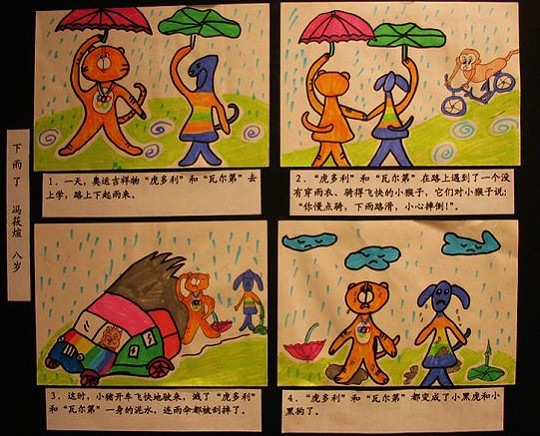 下雨了 冯筱煊 八岁
1．一天，奥运吉祥物“虎多利”和“瓦尔第”去
上学，路上下起雨来。
2．“虎多利”和“瓦尔第”在路上遇到了一个没
有穿雨衣、骑得飞快的小猴子，它们对小猴子说：
“你慢点骑，下雨路滑，小心摔倒！”。
3、这时，小猪开车飞快地驶来，溅了“虎多利”
和“瓦尔第”一身的泥水，连雨伞都被刮摔了。
4．“虎多利”和“瓦尔第”都变成了小黑虎和小
黑狗了。